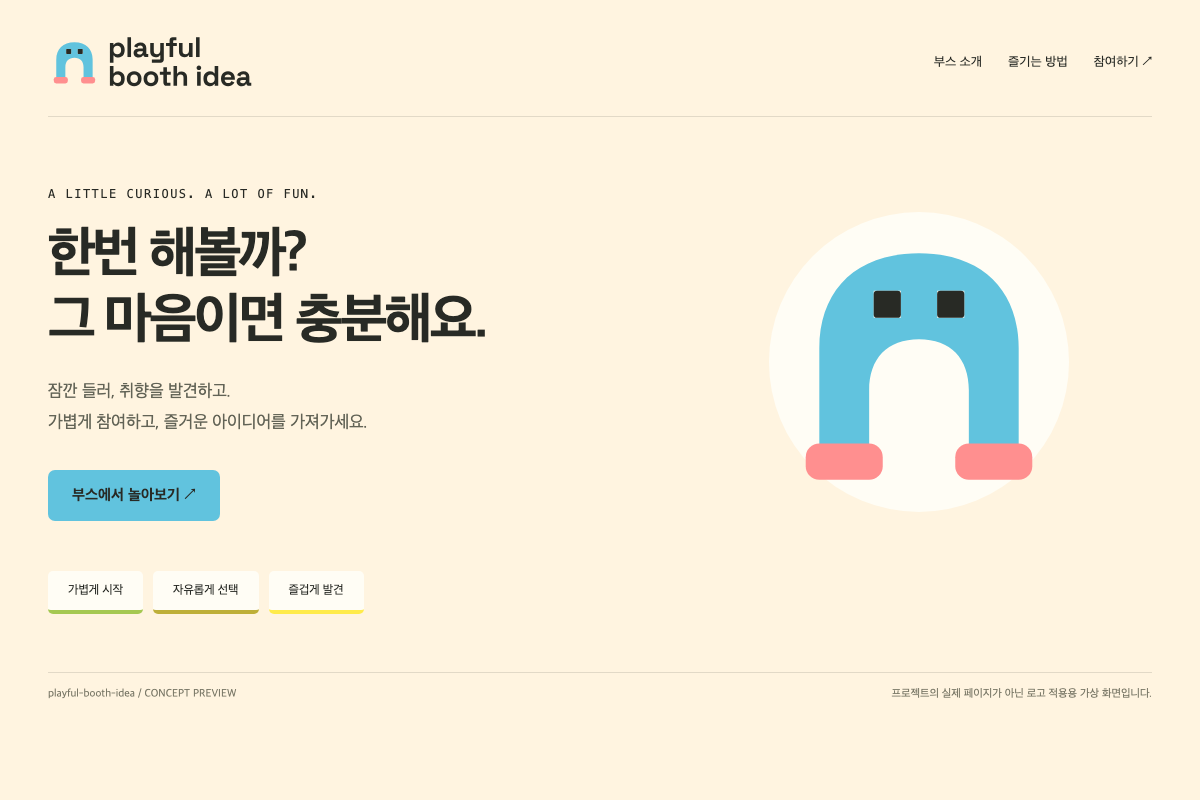 playful
booth idea
부스 소개
즐기는 방법
참여하기 ↗
A LITTLE CURIOUS. A LOT OF FUN.
한번 해볼까?
그 마음이면 충분해요.
잠깐 들러, 취향을 발견하고.
가볍게 참여하고, 즐거운 아이디어를 가져가세요.
부스에서 놀아보기 ↗
가볍게 시작
자유롭게 선택
즐겁게 발견
playful-booth-idea / CONCEPT PREVIEW
프로젝트의 실제 페이지가 아닌 로고 적용용 가상 화면입니다.